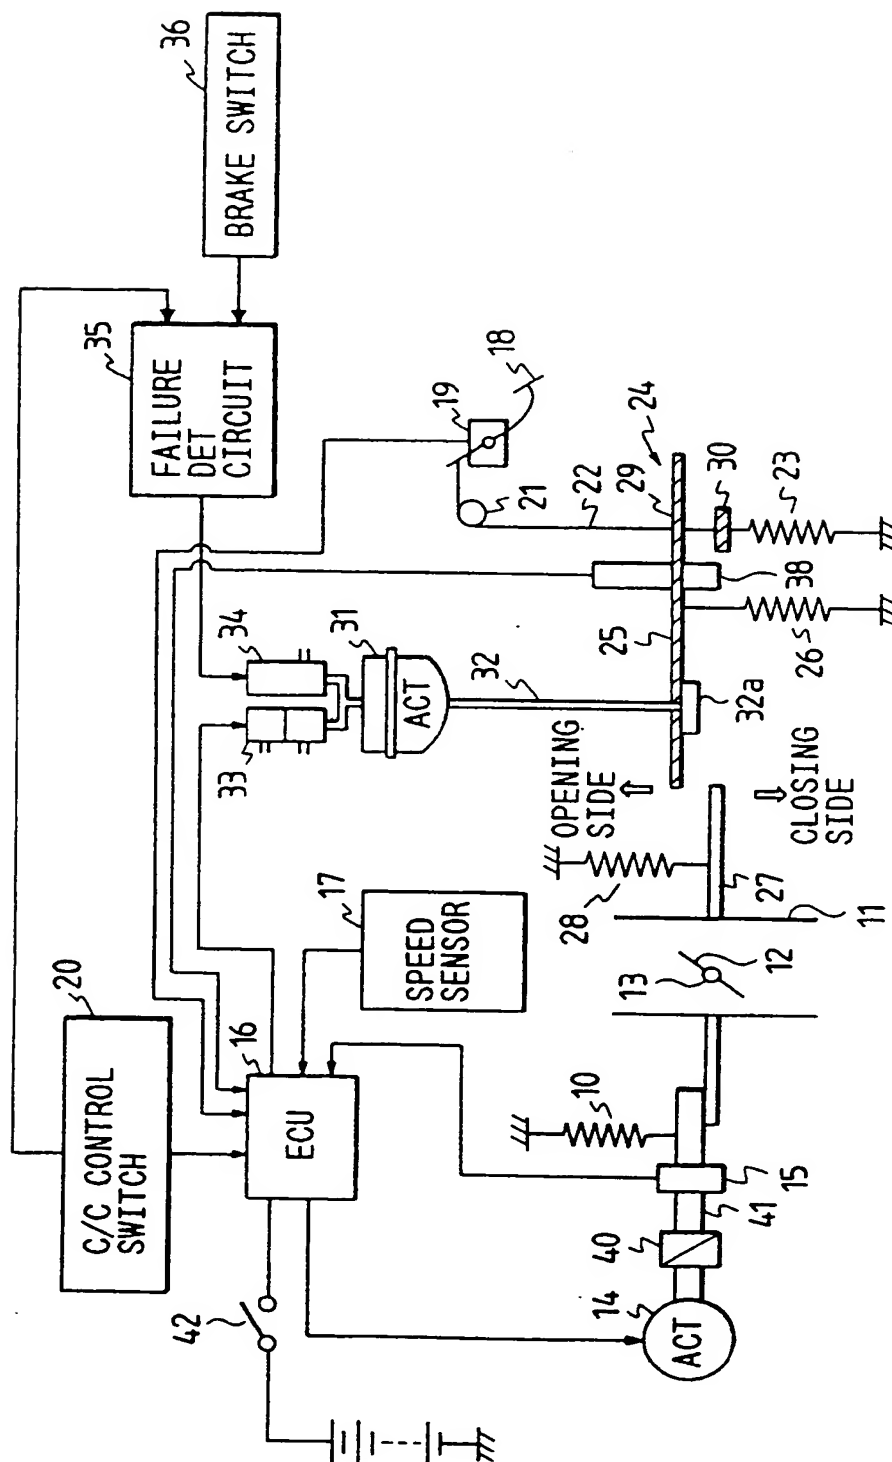 36
BRAKE SWITCH
35
FAILURE
DET
CIRCUIT
20
C/C CONTROL
SWITCH
16
ECU
42
17
SPEED
SENSOR
33
34
31
ACT
32
19
18
21
22
24
29
30
23
25
38
26
32a
OPENING
SIDE
CLOSING
SIDE
28
27
11
13
12
10
15
41
40
14
ACT